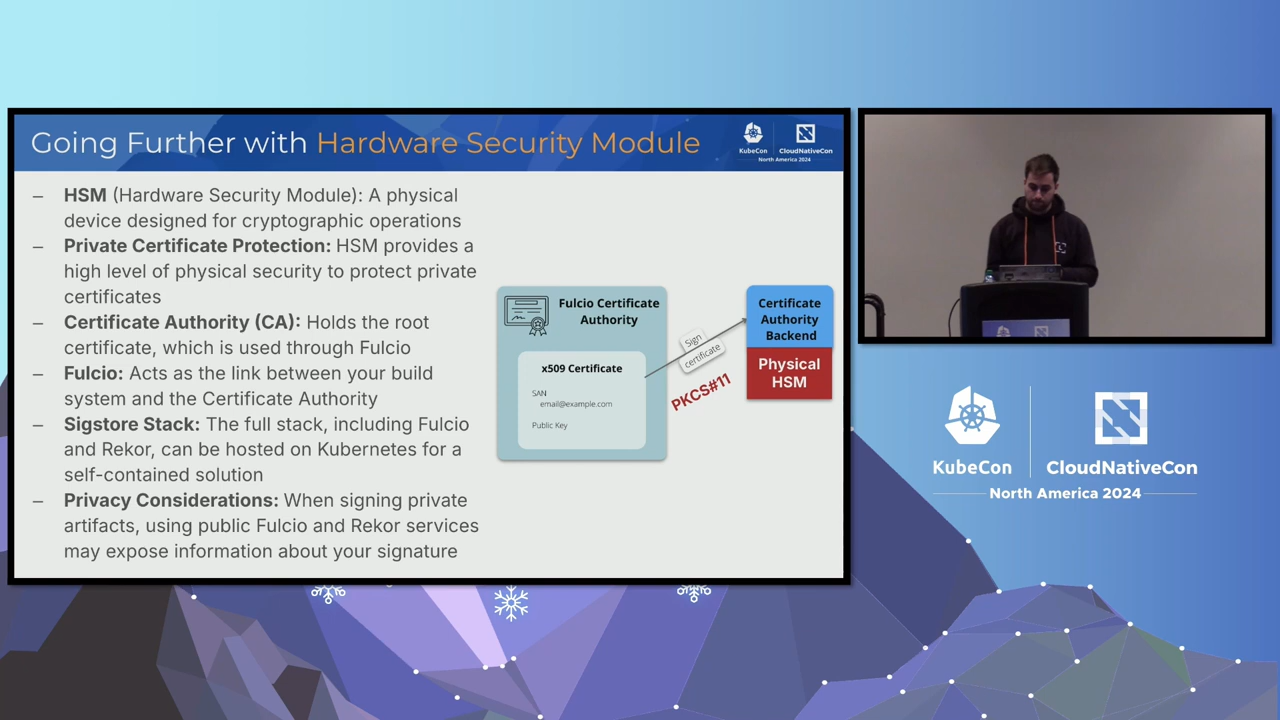 Going Further with Hardware Security Module
KubeCon
CloudNativeCon
North America 2024
– HSM (Hardware Security Module): A physical
device designed for cryptographic operations
– Private Certificate Protection: HSM provides a
high level of physical security to protect private
certificates
– Certificate Authority (CA): Holds the root
certificate, which is used through Fulcio
– Fulcio: Acts as the link between your build
system and the Certificate Authority
– Sigstore Stack: The full stack, including Fulcio
and Rekor, can be hosted on Kubernetes for a
self-contained solution
– Privacy Considerations: When signing private
artifacts, using public Fulcio and Rekor services
may expose information about your signature
Fulcio Certificate
Authority
x509 Certificate
SAN
email@example.com
Public Key
Sign
certificate
PKCS#11
Certificate
Authority
Backend
Physical
HSM
KubeCon
CloudNativeCon
North America 2024